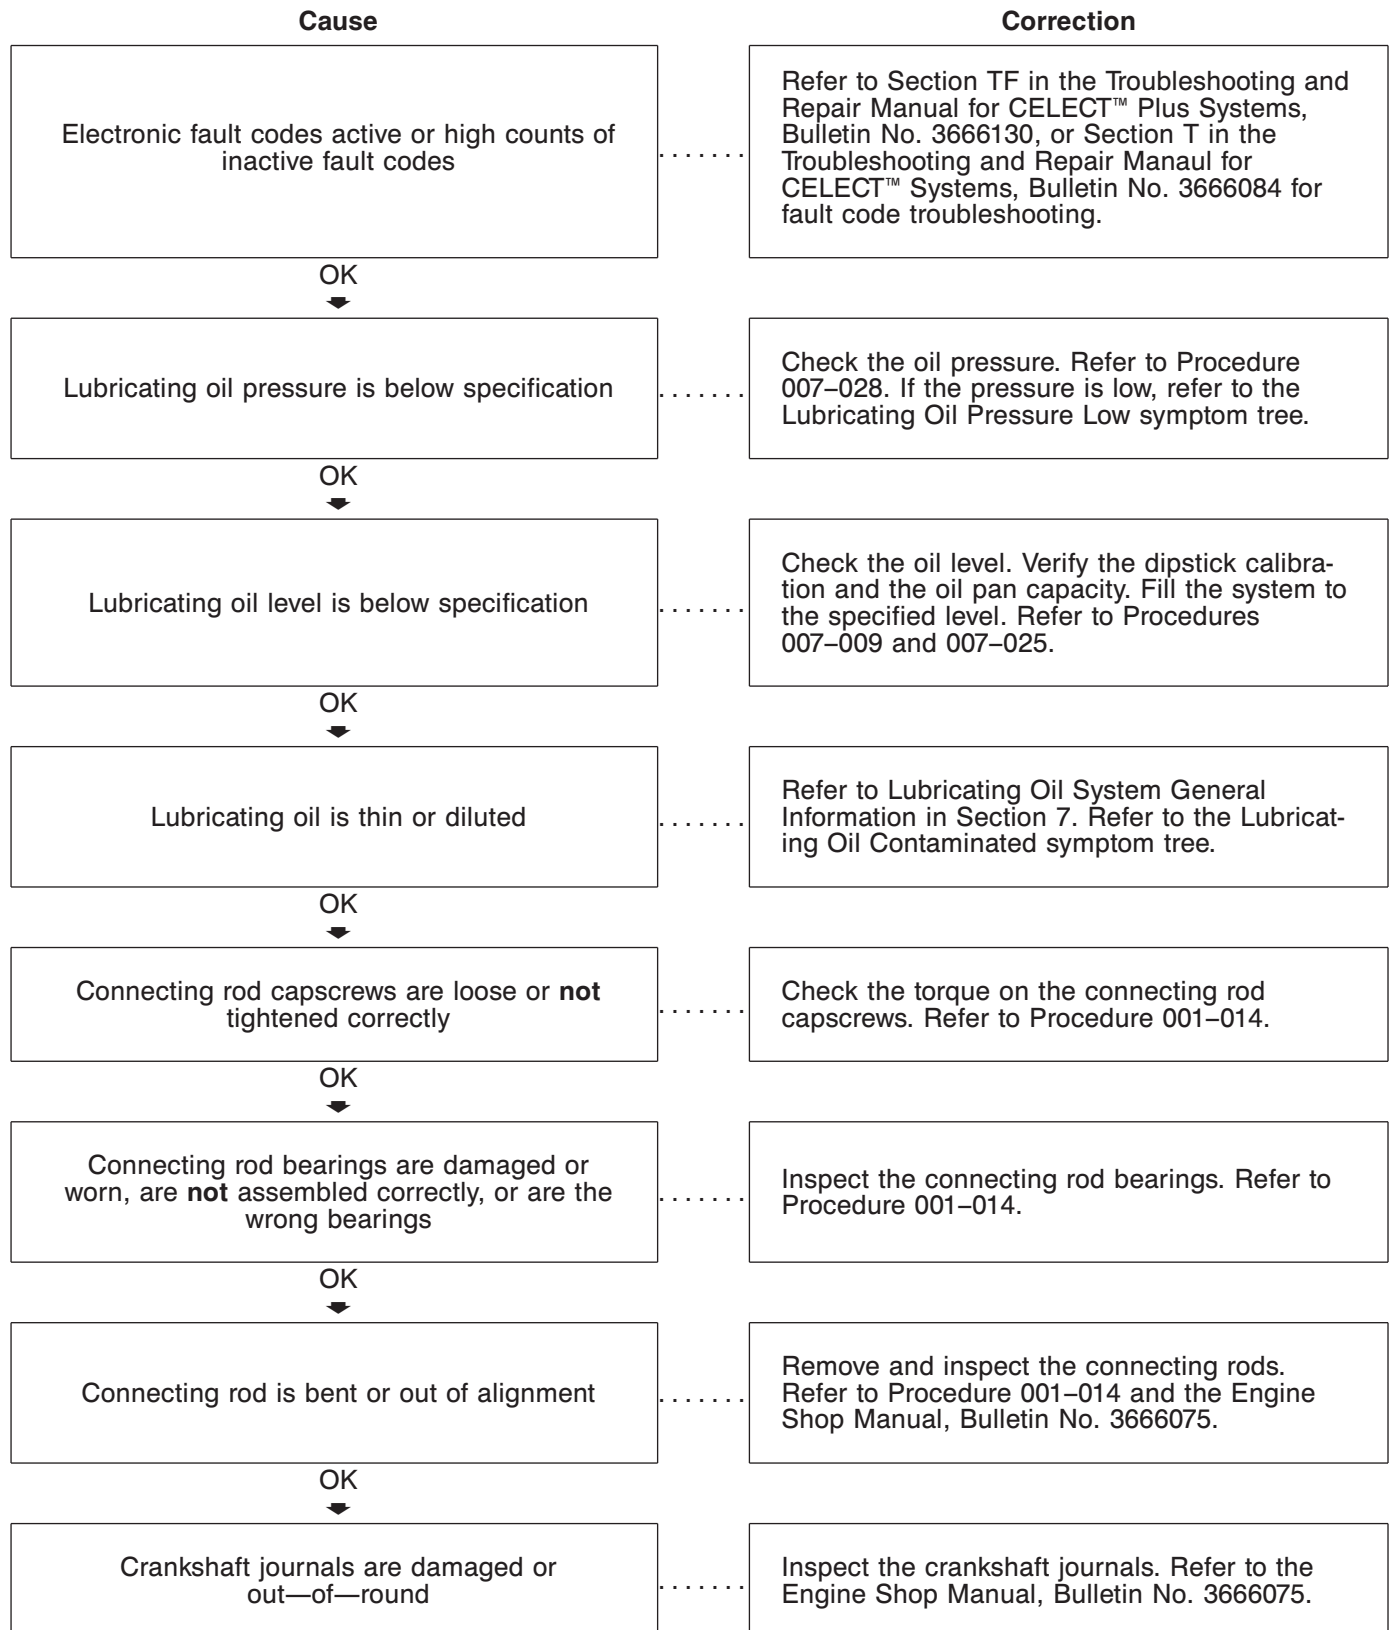 Cause
Correction
Electronic fault codes active or high counts of
inactive fault codes
.......
Refer to Section TF in the Troubleshooting and
Repair Manual for CELECT™ Plus Systems,
Bulletin No. 3666130, or Section T in the
Troubleshooting and Repair Manaul for
CELECT™ Systems, Bulletin No. 3666084 for
fault code troubleshooting.
OK
Lubricating oil pressure is below specification
.......
Check the oil pressure. Refer to Procedure
007–028. If the pressure is low, refer to the
Lubricating Oil Pressure Low symptom tree.
OK
Lubricating oil level is below specification
.......
Check the oil level. Verify the dipstick calibra-
tion and the oil pan capacity. Fill the system to
the specified level. Refer to Procedures
007–009 and 007–025.
OK
Lubricating oil is thin or diluted
.......
Refer to Lubricating Oil System General
Information in Section 7. Refer to the Lubricat-
ing Oil Contaminated symptom tree.
OK
Connecting rod capscrews are loose or not
tightened correctly
.......
Check the torque on the connecting rod
capscrews. Refer to Procedure 001–014.
OK
Connecting rod bearings are damaged or
worn, are not assembled correctly, or are the
wrong bearings
.......
Inspect the connecting rod bearings. Refer to
Procedure 001–014.
OK
Connecting rod is bent or out of alignment
.......
Remove and inspect the connecting rods.
Refer to Procedure 001–014 and the Engine
Shop Manual, Bulletin No. 3666075.
OK
Crankshaft journals are damaged or
out—of—round
.......
Inspect the crankshaft journals. Refer to the
Engine Shop Manual, Bulletin No. 3666075.